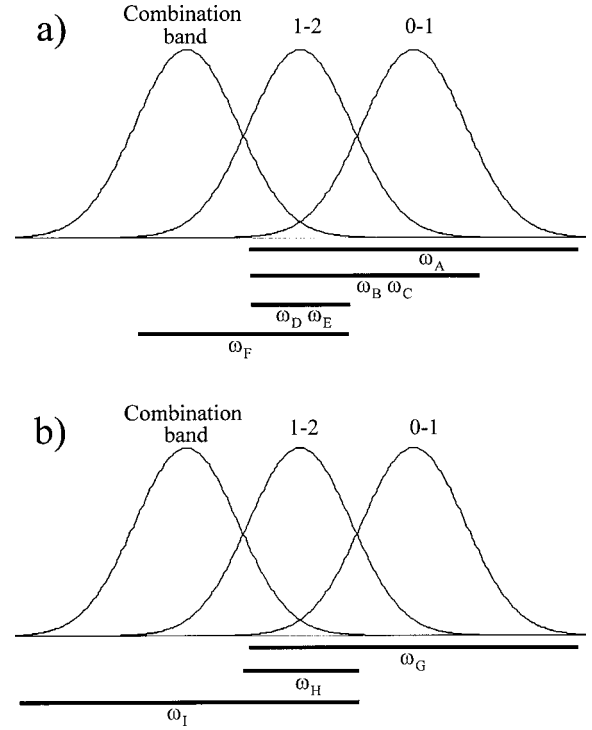 a)
Combination
band
1-2
0-1
ω_A
ω_B ω_C
ω_D ω_E
ω_F
b)
Combination
band
1-2
0-1
ω_G
ω_H
ω_I